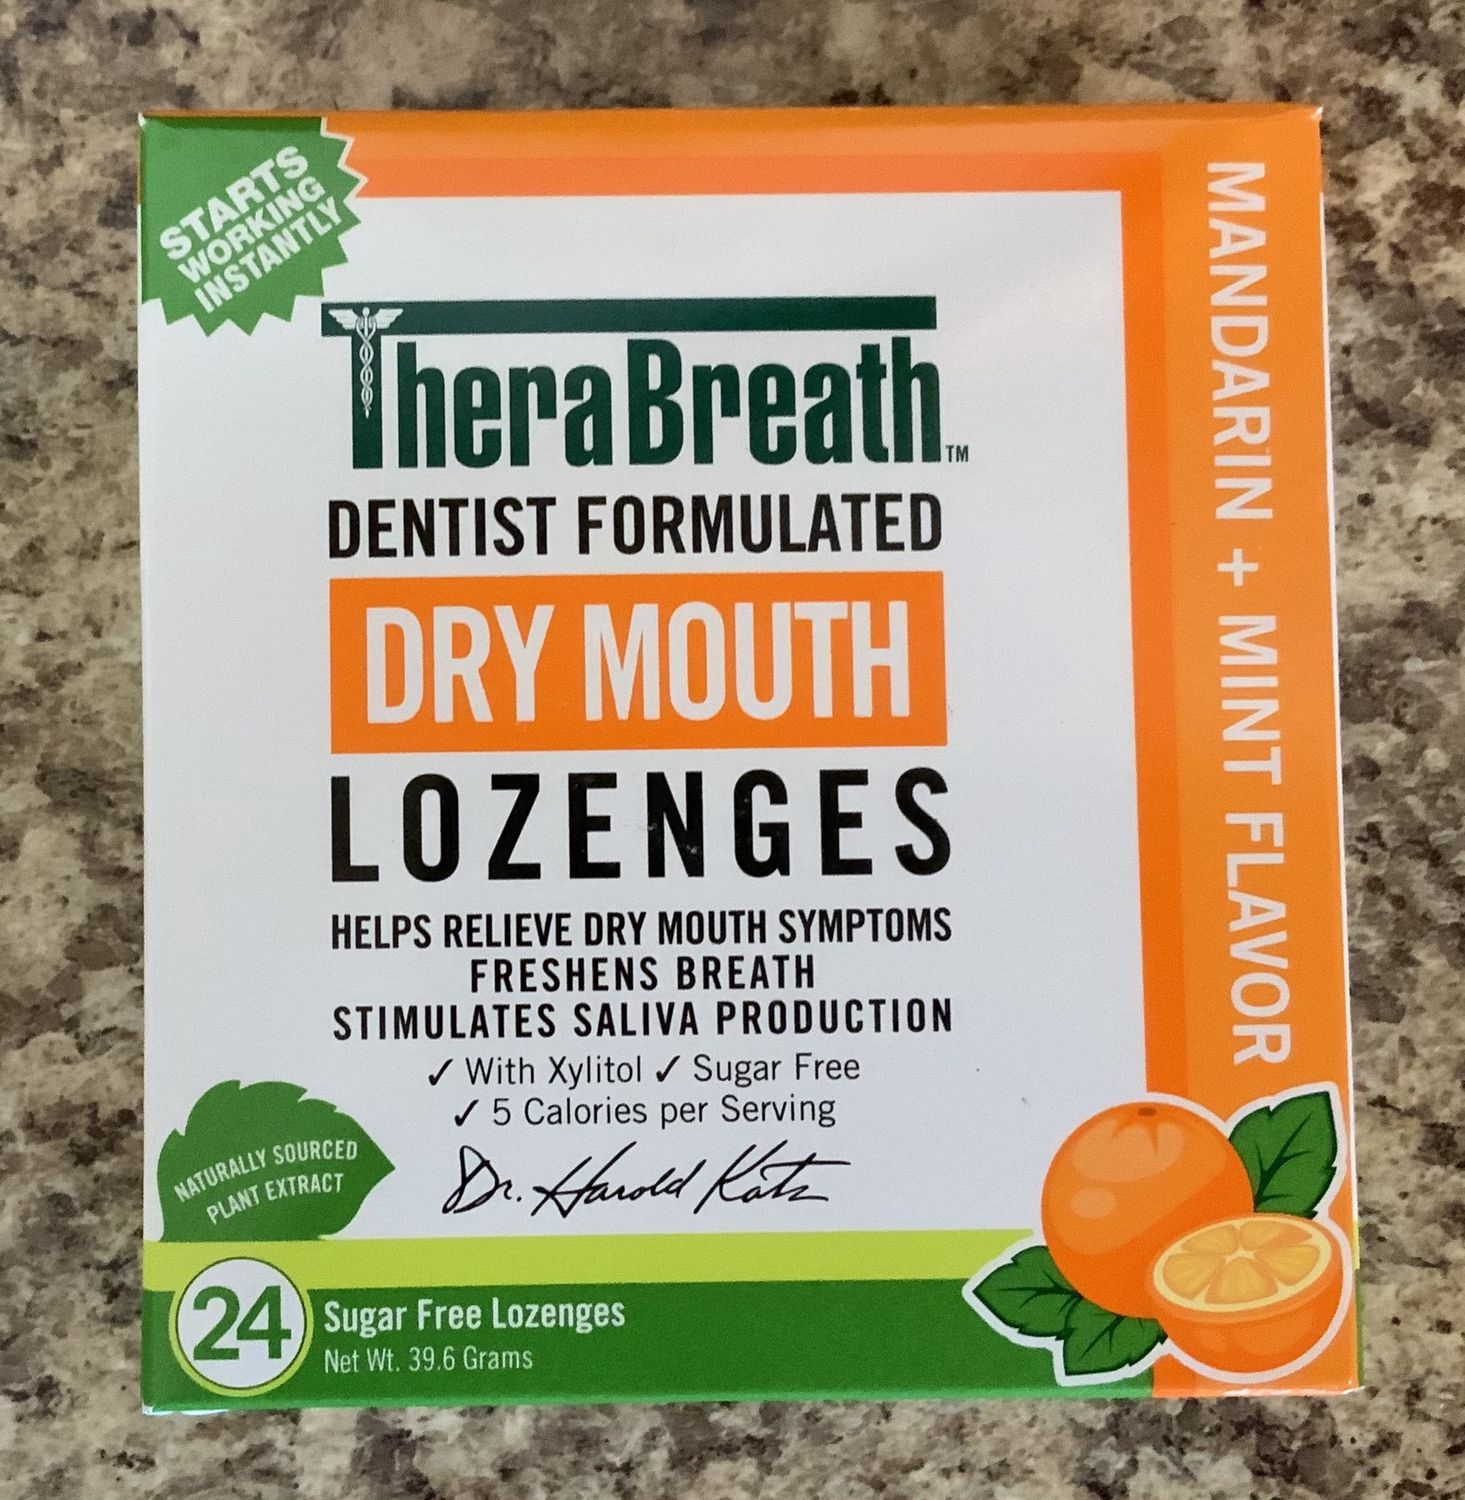 STARTS
WORKING
INSTANTLY
TheraBreath™
DENTIST FORMULATED
DRY MOUTH
LOZENGES
HELPS RELIEVE DRY MOUTH SYMPTOMS
FRESHENS BREATH
STIMULATES SALIVA PRODUCTION
✓ With Xylitol ✓ Sugar Free
✓ 5 Calories per Serving
Dr. Harold Katz
NATURALLY SOURCED
PLANT EXTRACT
24
Sugar Free Lozenges
Net Wt. 39.6 Grams
MANDARIN + MINT FLAVOR